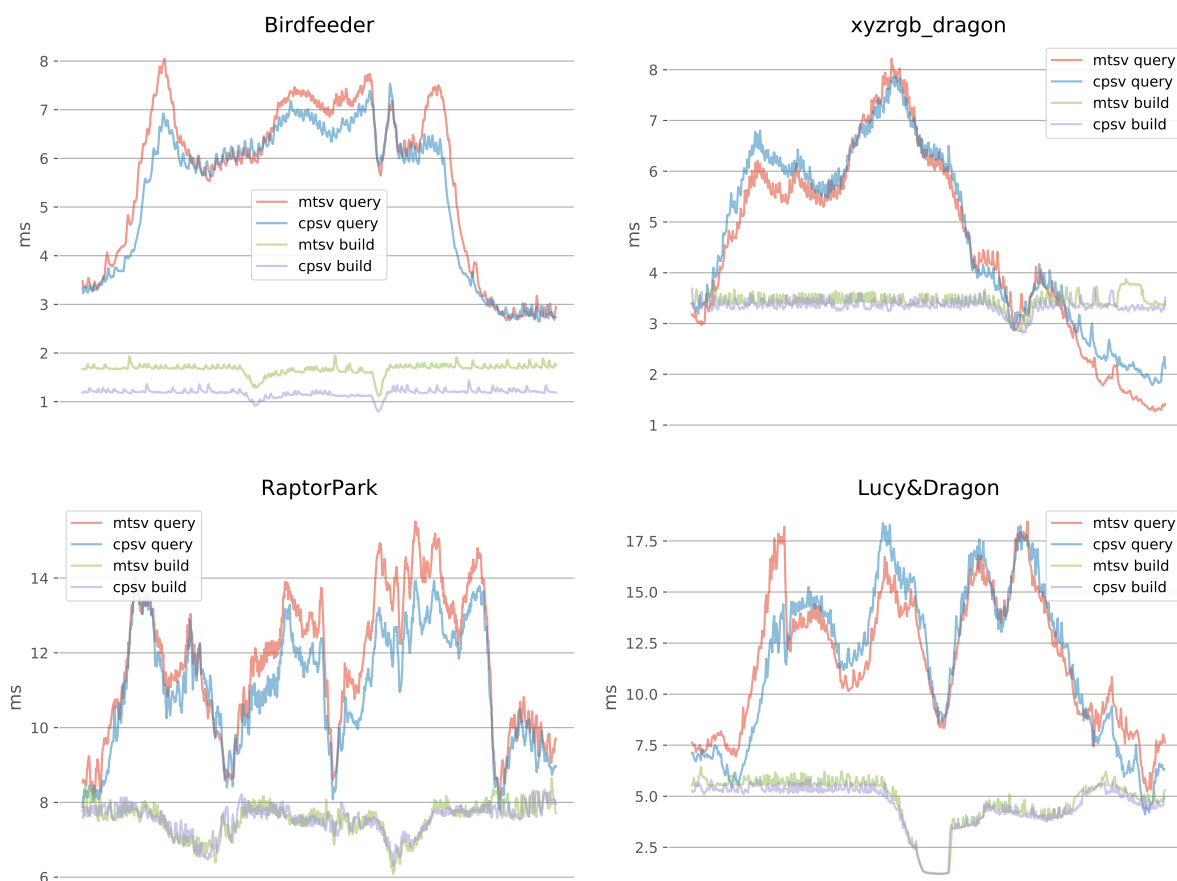 Birdfeeder
8
7
6
5
4
3
2
1
ms
mtsv query
cpsv query
mtsv build
cpsv build
xyzrgb_dragon
8
7
6
5
4
3
2
1
ms
mtsv query
cpsv query
mtsv build
cpsv build
RaptorPark
14
12
10
8
6
ms
mtsv query
cpsv query
mtsv build
cpsv build
Lucy&Dragon
17.5
15.0
12.5
10.0
7.5
5.0
2.5
ms
mtsv query
cpsv query
mtsv build
cpsv build